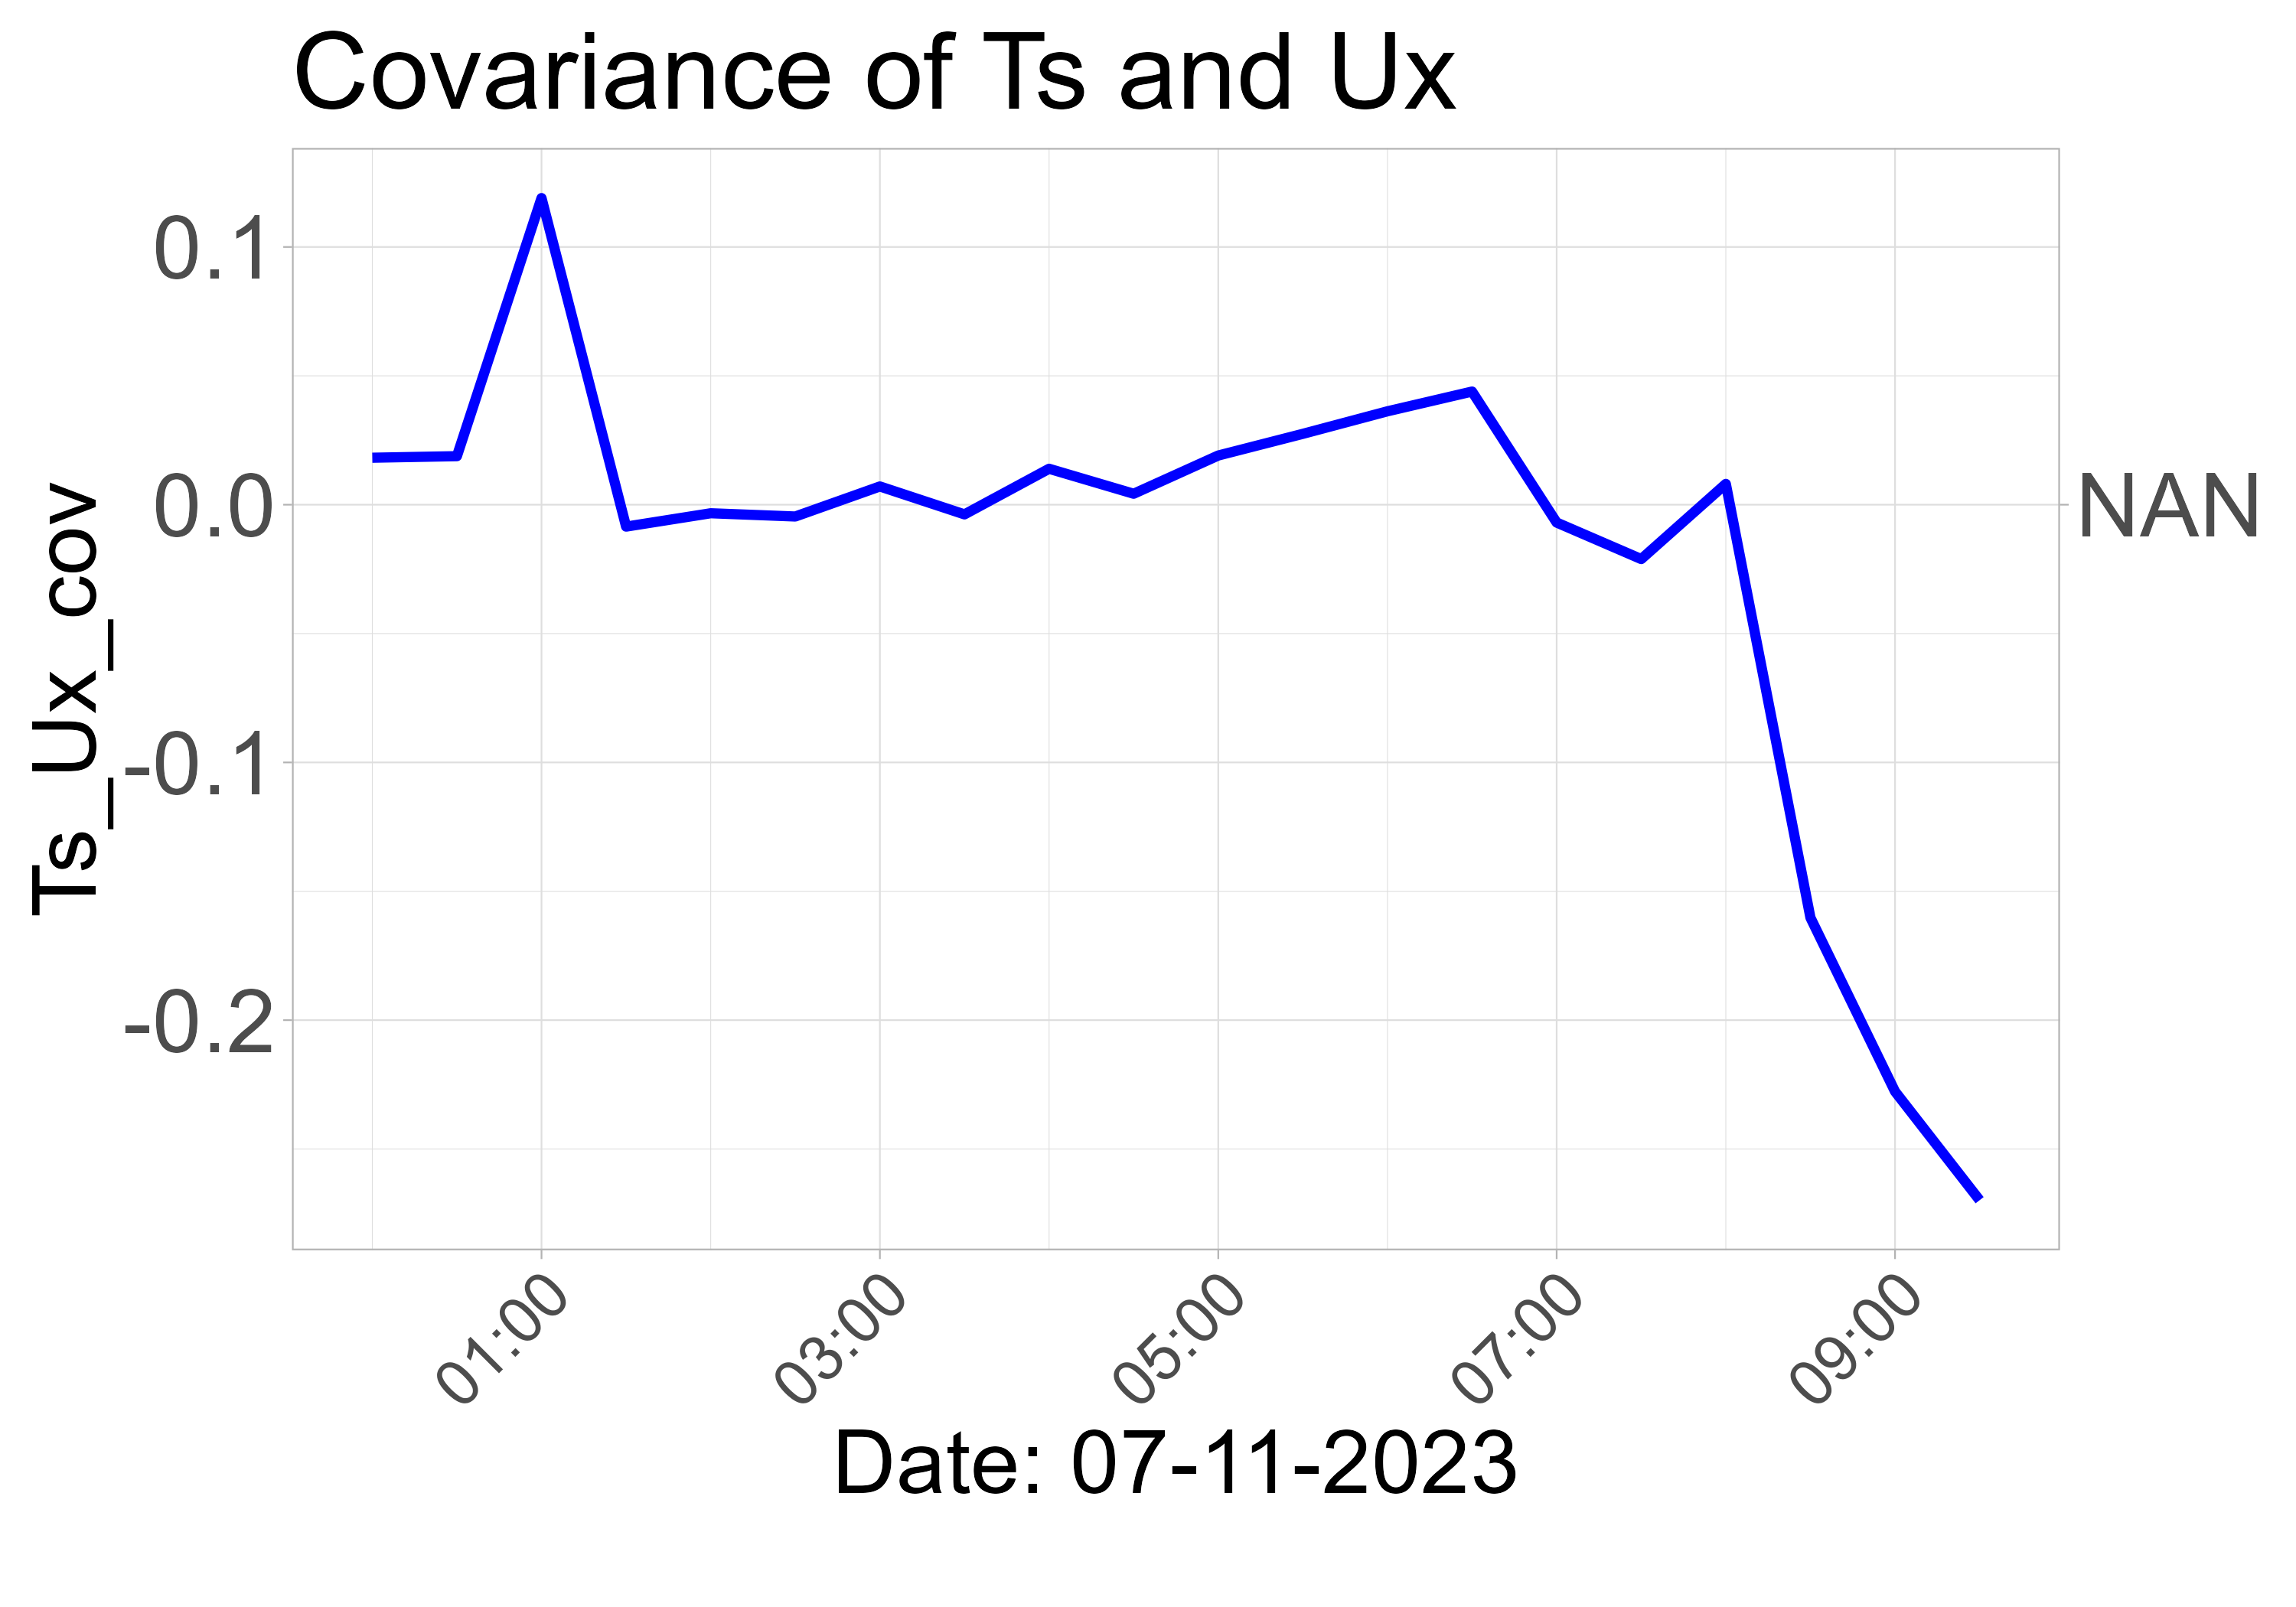 Covariance of Ts and Ux
Ts_Ux_cov
0.1
0.0
-0.1
-0.2
NAN
01:00
03:00
05:00
07:00
09:00
Date: 07-11-2023